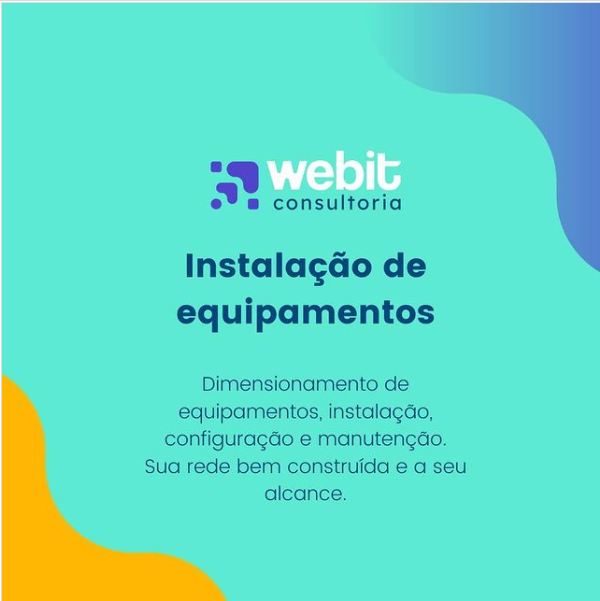 webit
consultoria
Instalação de
equipamentos
Dimensionamento de
equipamentos, instalação,
configuração e manutenção.
Sua rede bem construída e a seu
alcance.